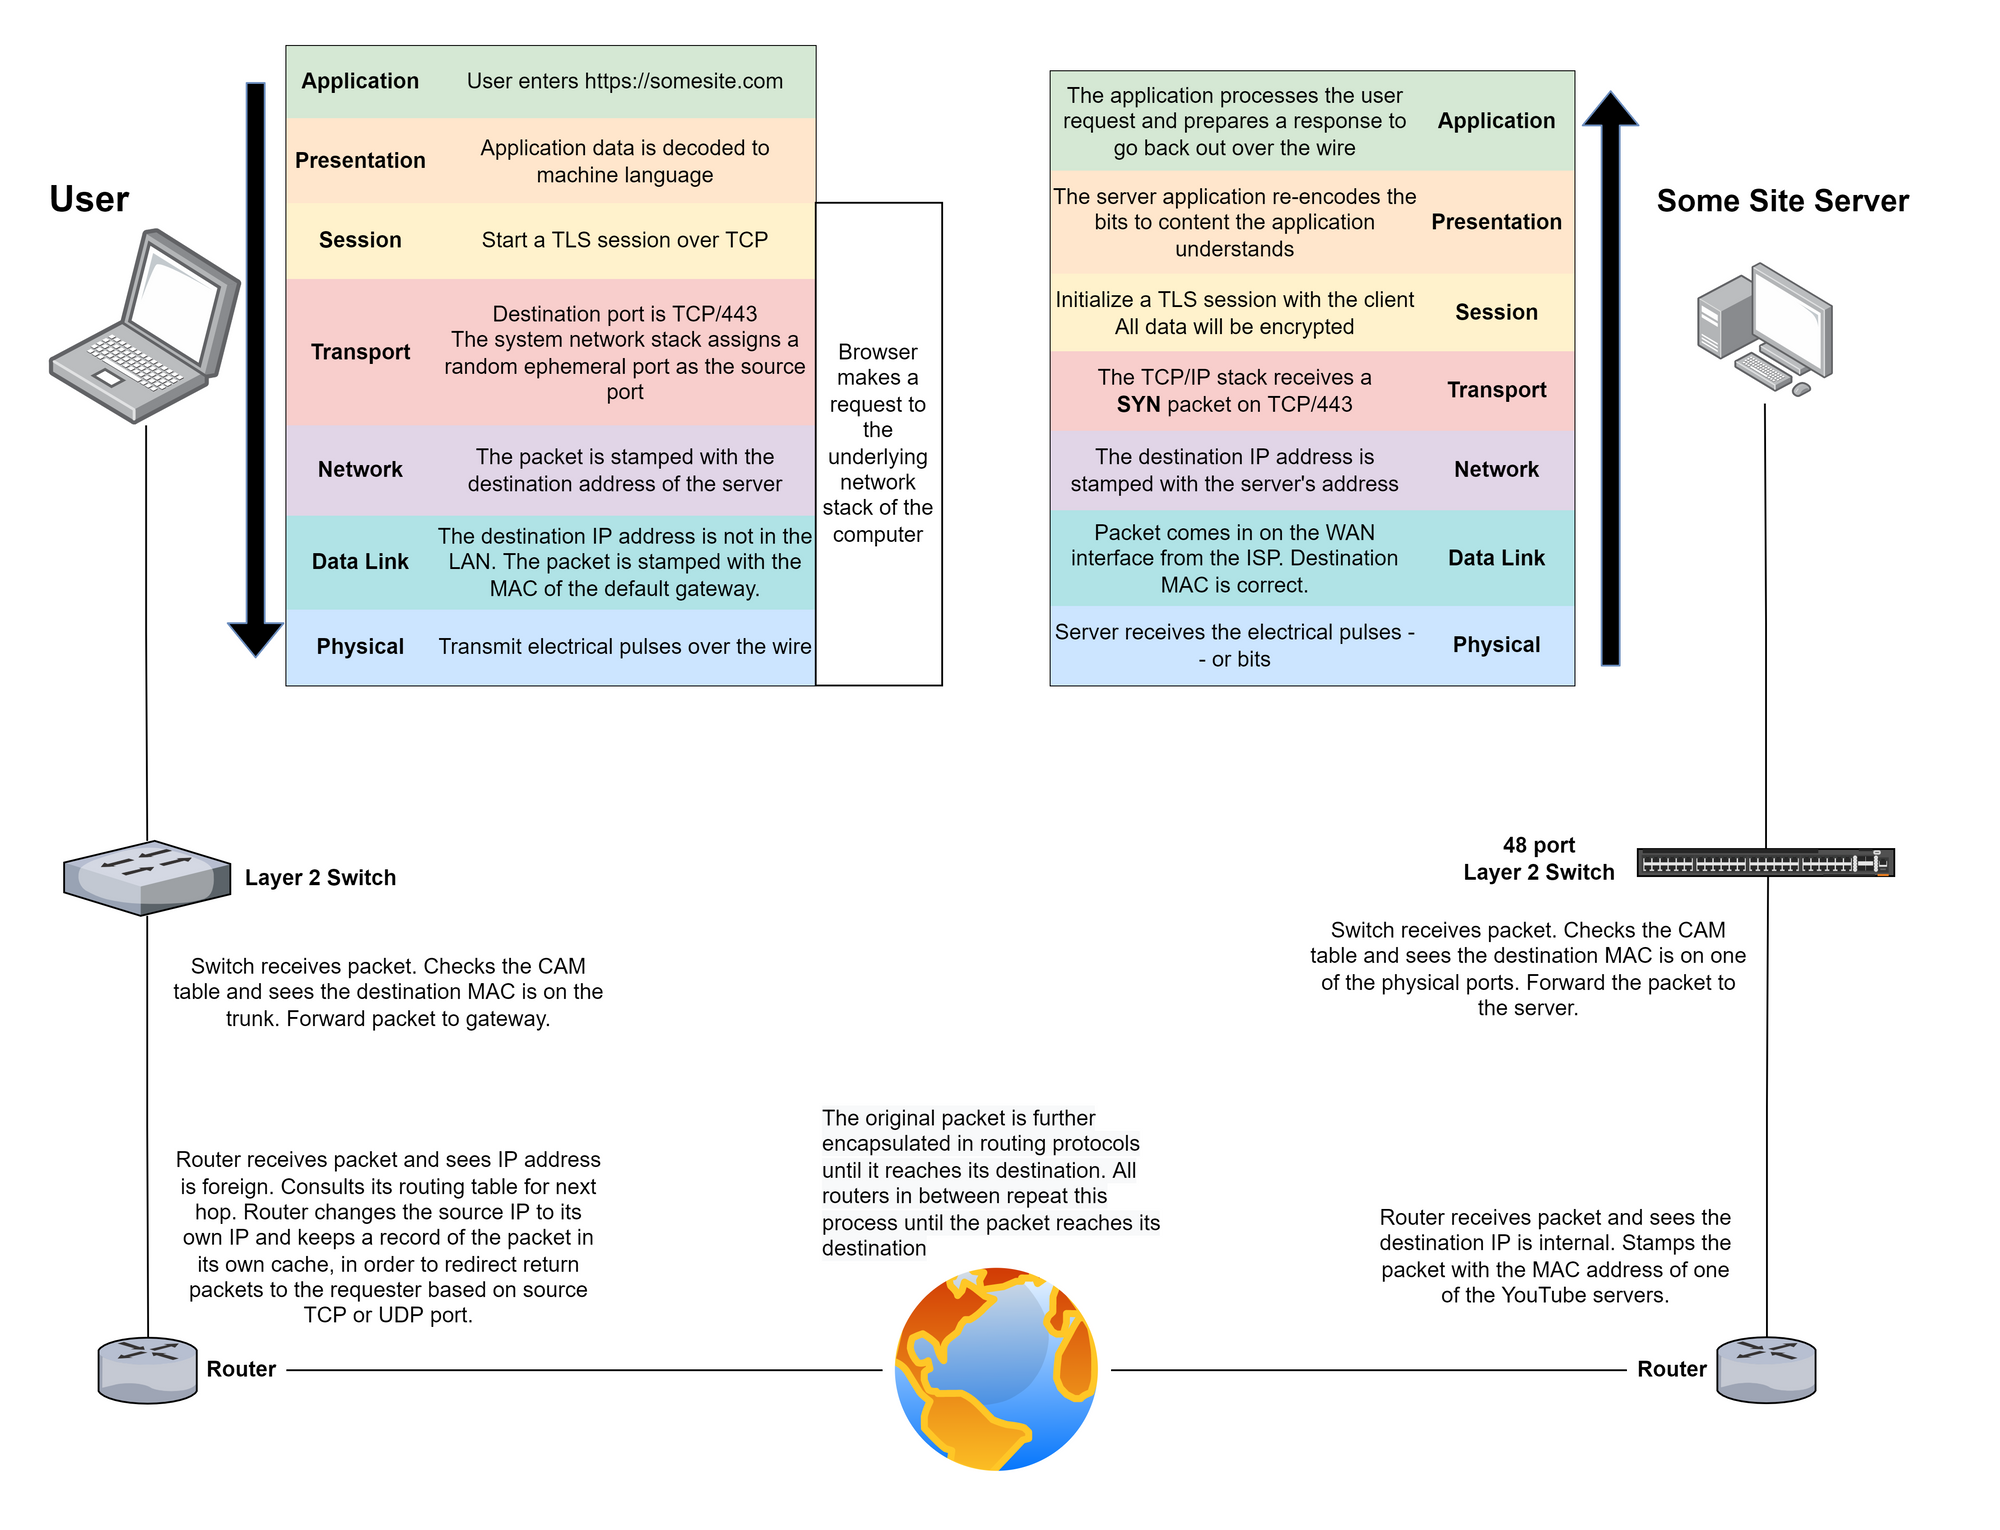 User
Application
User enters https://somesite.com
Presentation
Application data is decoded to
machine language
Session
Start a TLS session over TCP
Transport
Destination port is TCP/443
The system network stack assigns a
random ephemeral port as the source
port
Network
The packet is stamped with the
destination address of the server
Data Link
The destination IP address is not in the
LAN. The packet is stamped with the
MAC of the default gateway.
Physical
Transmit electrical pulses over the wire
Browser
makes a
request to
the
underlying
network
stack of the
computer
The application processes the user
request and prepares a response to
go back out over the wire
Application
The server application re-encodes the
bits to content the application
understands
Presentation
Initialize a TLS session with the client
All data will be encrypted
Session
The TCP/IP stack receives a
SYN packet on TCP/443
Transport
The destination IP address is
stamped with the server's address
Network
Packet comes in on the WAN
interface from the ISP. Destination
MAC is correct.
Data Link
Server receives the electrical pulses -
- or bits
Physical
Some Site Server
Layer 2 Switch
Switch receives packet. Checks the CAM
table and sees the destination MAC is on the
trunk. Forward packet to gateway.
48 port
Layer 2 Switch
Switch receives packet. Checks the CAM
table and sees the destination MAC is on one
of the physical ports. Forward the packet to
the server.
Router receives packet and sees IP address
is foreign. Consults its routing table for next
hop. Router changes the source IP to its
own IP and keeps a record of the packet in
its own cache, in order to redirect return
packets to the requester based on source
TCP or UDP port.
Router
The original packet is further
encapsulated in routing protocols
until it reaches its destination. All
routers in between repeat this
process until the packet reaches its
destination
Router receives packet and sees the
destination IP is internal. Stamps the
packet with the MAC address of one
of the YouTube servers.
Router